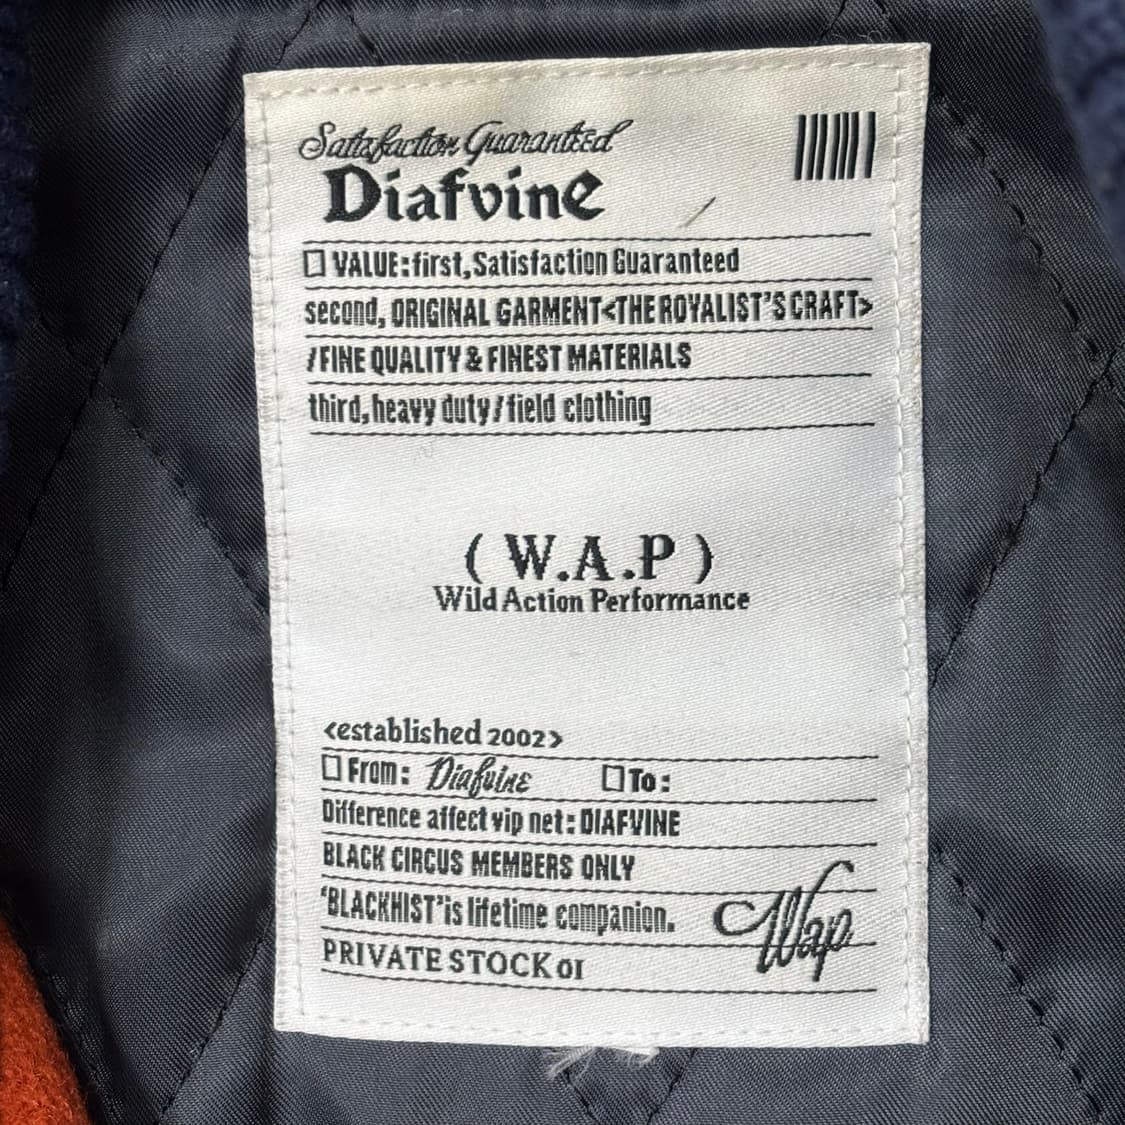 Satisfaction Guaranteed
Diafvine
VALUE:first,Satisfaction Guaranteed
second, ORIGINAL GARMENT<THE ROYALIST'S CRAFT>
/FINE QUALITY & FINEST MATERIALS
third,heavy duty/field clothing
( W.A.P )
Wild Action Performance
<established 2002>
From: Diafvine To:
Difference affect vip net: DIAFVINE
BLACK CIRCUS MEMBERS ONLY
'BLACKHIST' is lifetime companion.
Wap
PRIVATE STOCK 01